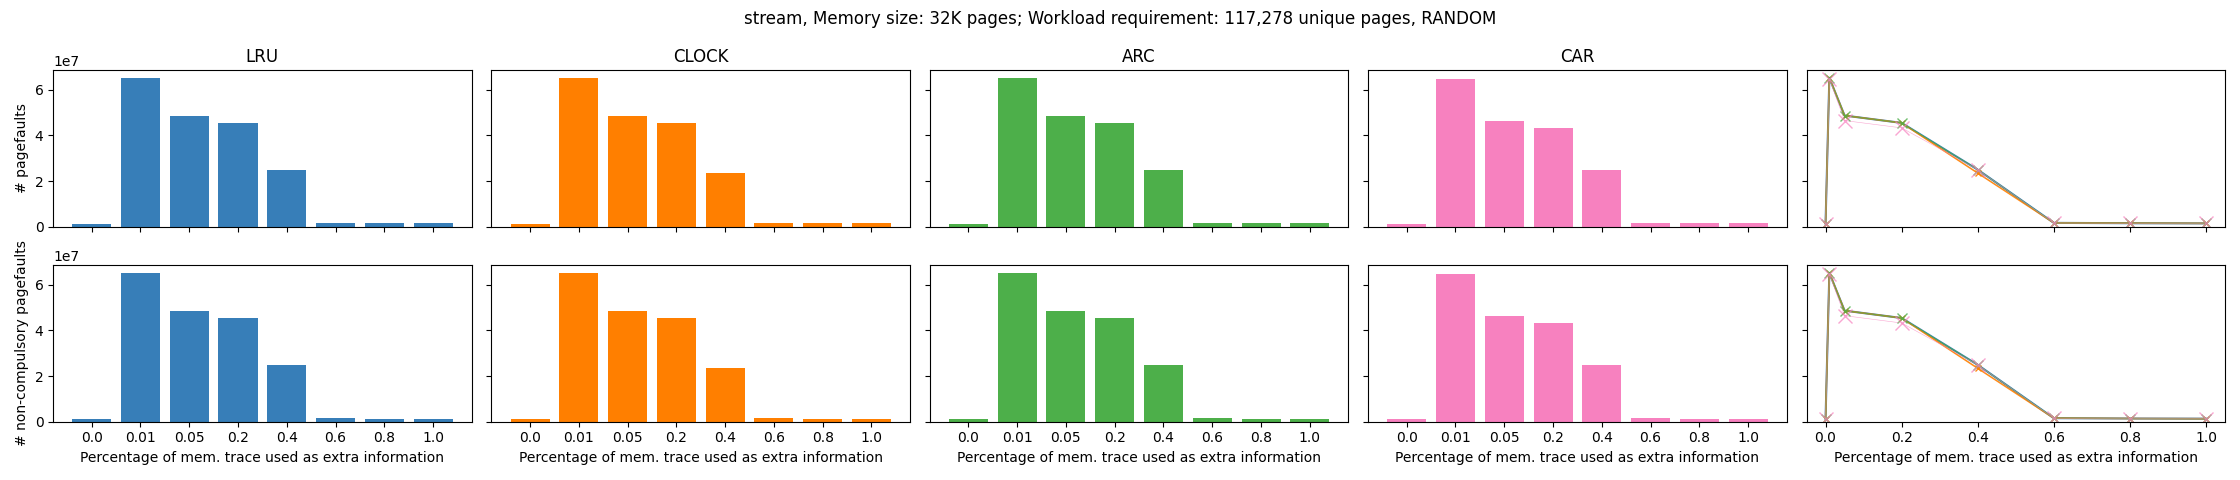 stream, Memory size: 32K pages; Workload requirement: 117,278 unique pages, RANDOM
LRU CLOCK ARC CAR
1e7
# pagefaults
6
4
2
0
1e7
# non-compulsory pagefaults
6
4
2
0
0.0 0.01 0.05 0.2 0.4 0.6 0.8 1.0
Percentage of mem. trace used as extra information
0.0 0.01 0.05 0.2 0.4 0.6 0.8 1.0
Percentage of mem. trace used as extra information
0.0 0.01 0.05 0.2 0.4 0.6 0.8 1.0
Percentage of mem. trace used as extra information
0.0 0.01 0.05 0.2 0.4 0.6 0.8 1.0
Percentage of mem. trace used as extra information
0.0 0.2 0.4 0.6 0.8 1.0
Percentage of mem. trace used as extra information